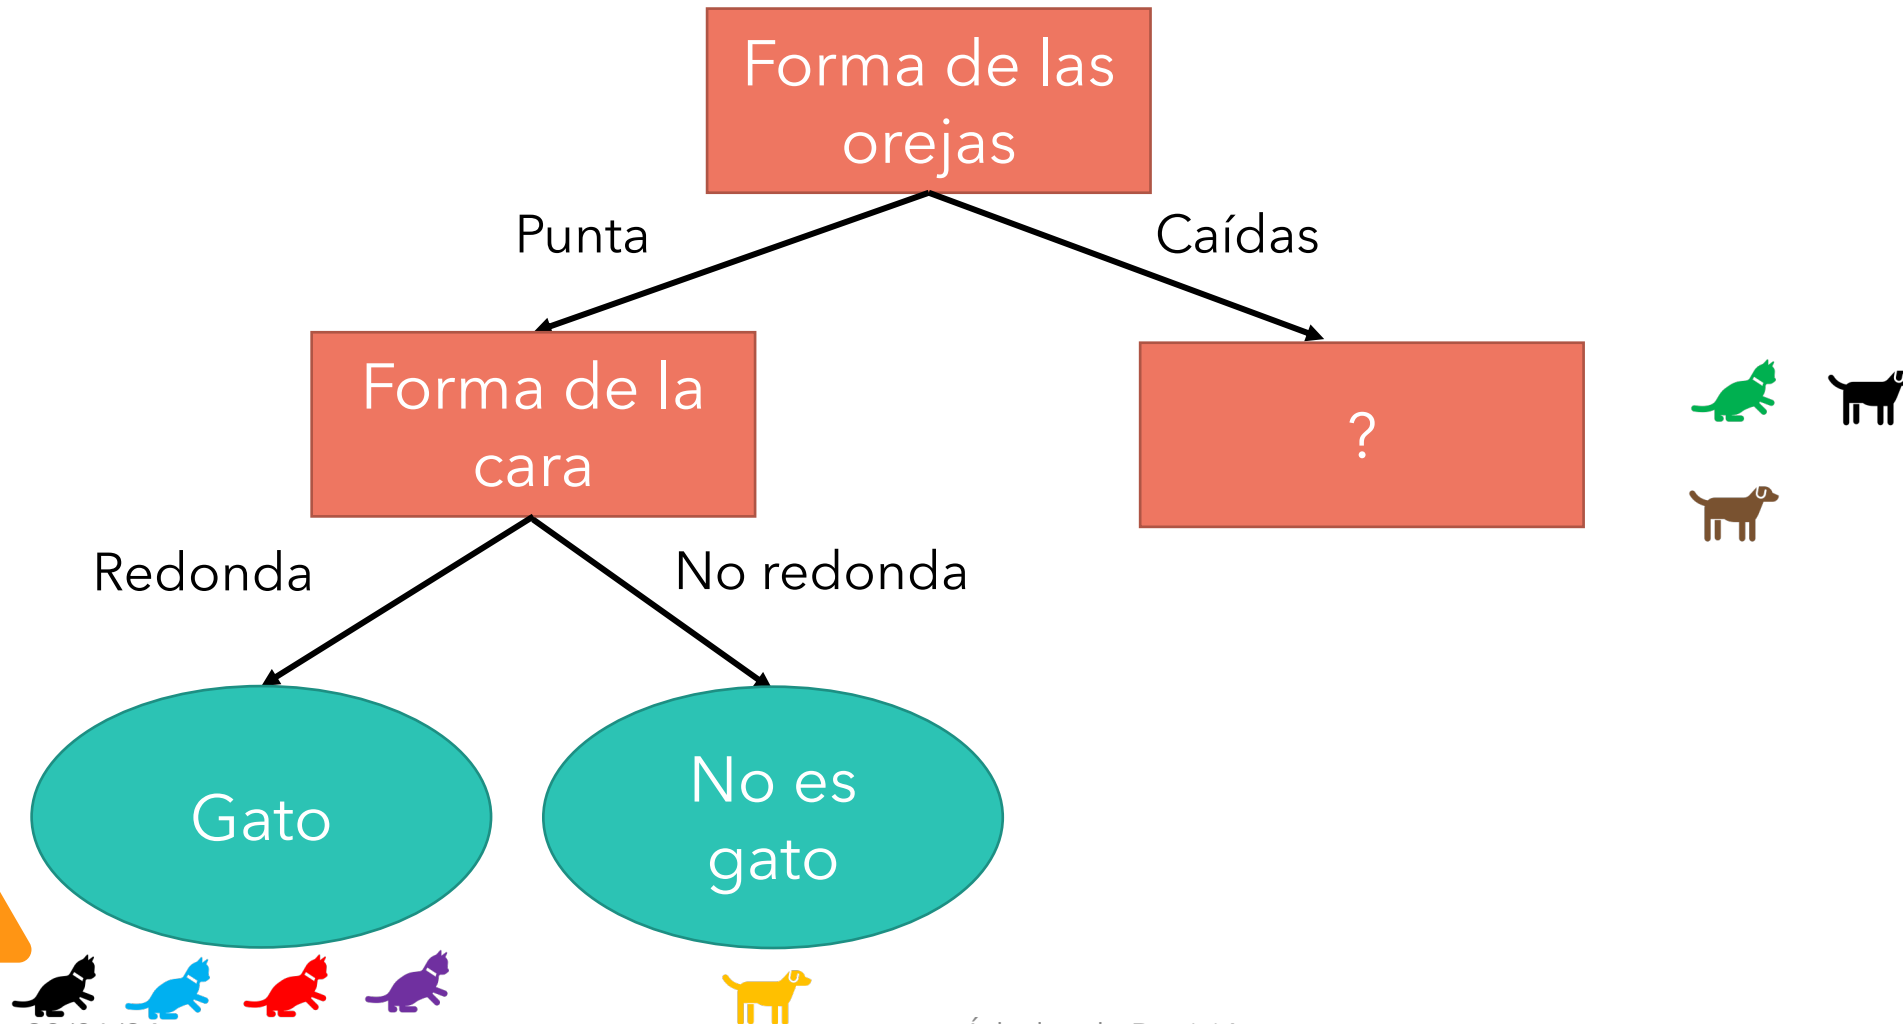 Forma de las
orejas
Punta
Caídas
Forma de la
cara
?
Redonda
No redonda
Gato
No es
gato